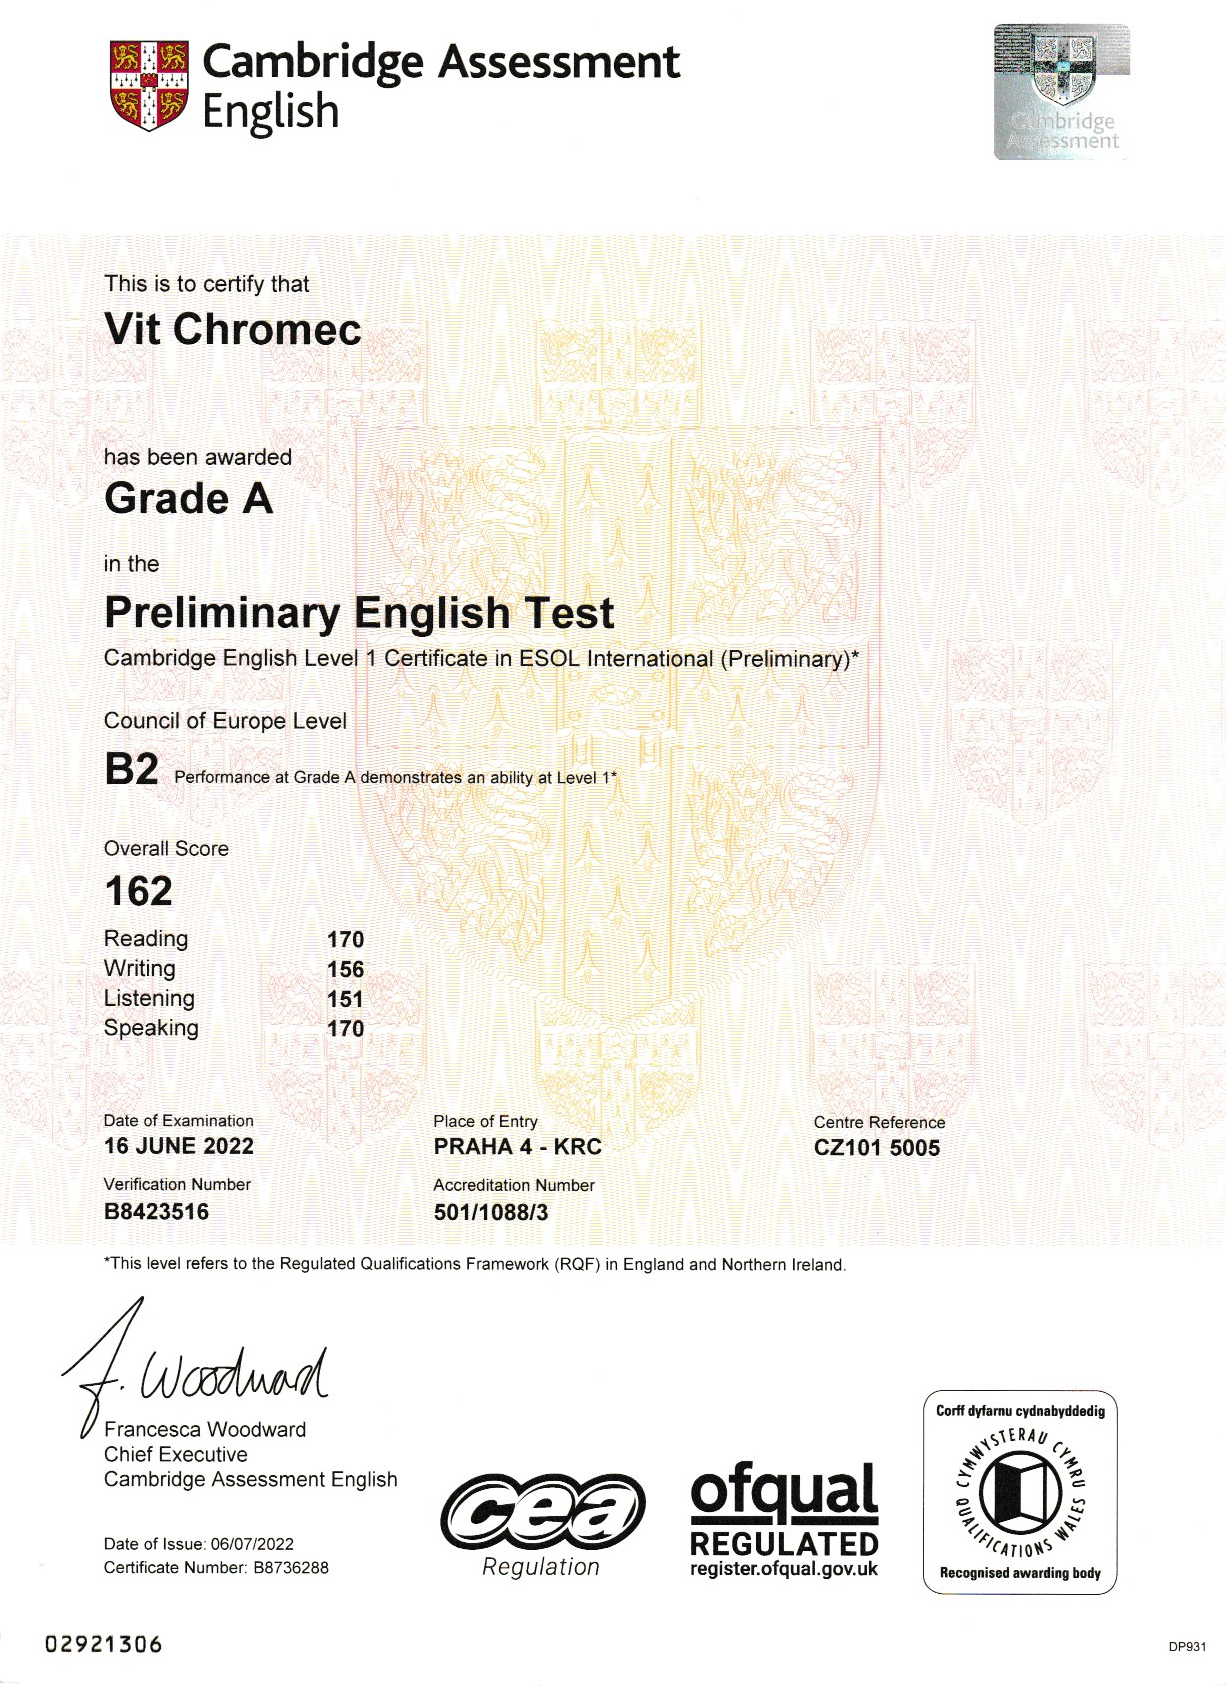 Cambridge Assessment
English
Cambridge
Assessment
This is to certify that
Vit Chromec
has been awarded
Grade A
in the
Preliminary English Test
Cambridge English Level 1 Certificate in ESOL International (Preliminary)*
Council of Europe Level
B2 Performance at Grade A demonstrates an ability at Level 1*
Overall Score
162
Reading 170
Writing 156
Listening 151
Speaking 170
Date of Examination Place of Entry Centre Reference
16 JUNE 2022 PRAHA 4 - KRC CZ101 5005
Verification Number Accreditation Number
B8423516 501/1088/3
*This level refers to the Regulated Qualifications Framework (RQF) in England and Northern Ireland.
F. Woodward
Francesca Woodward
Chief Executive
Cambridge Assessment English
Date of Issue: 06/07/2022
Certificate Number: B8736288
cea
Regulation
ofqual
REGULATED
register.ofqual.gov.uk
Corff dyfarnu cydnabyddedig
CYMWYSTERAU CYMRU
QUALIFICATIONS WALES
Recognised awarding body
02921306
DP931